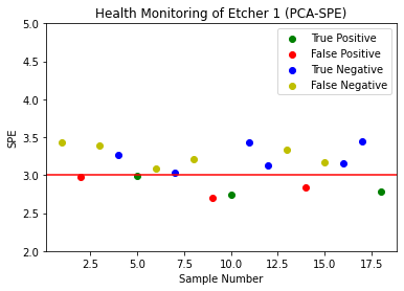 Health Monitoring of Etcher 1 (PCA-SPE)
5.0
4.5
4.0
3.5
3.0
2.5
2.0
SPE
True Positive
False Positive
True Negative
False Negative
2.5
5.0
7.5
10.0
12.5
15.0
17.5
Sample Number